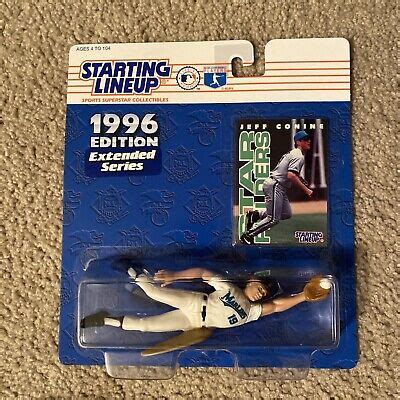 AGES 4 TO 104
STARTING
LINEUP
SPORTS SUPERSTAR COLLECTIBLES
1996
EDITION
Extended
Series
JEFF CONINE
STAR
STARTING
LINEUP
MARLINS
19